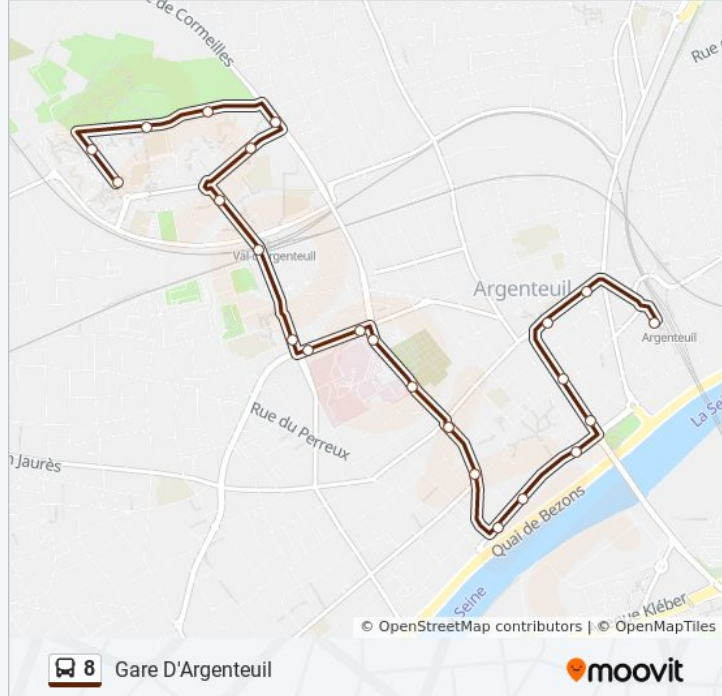 de Cormeilles
Rue
Val-d'Argenteuil
Argenteuil
Argenteuil
La Se
Rue du Perreux
n Jaurès
Quai de Bezons
Seine
ue Kléber
© OpenStreetMap contributors | © OpenMapTiles
8 Gare D'Argenteuil
moovit